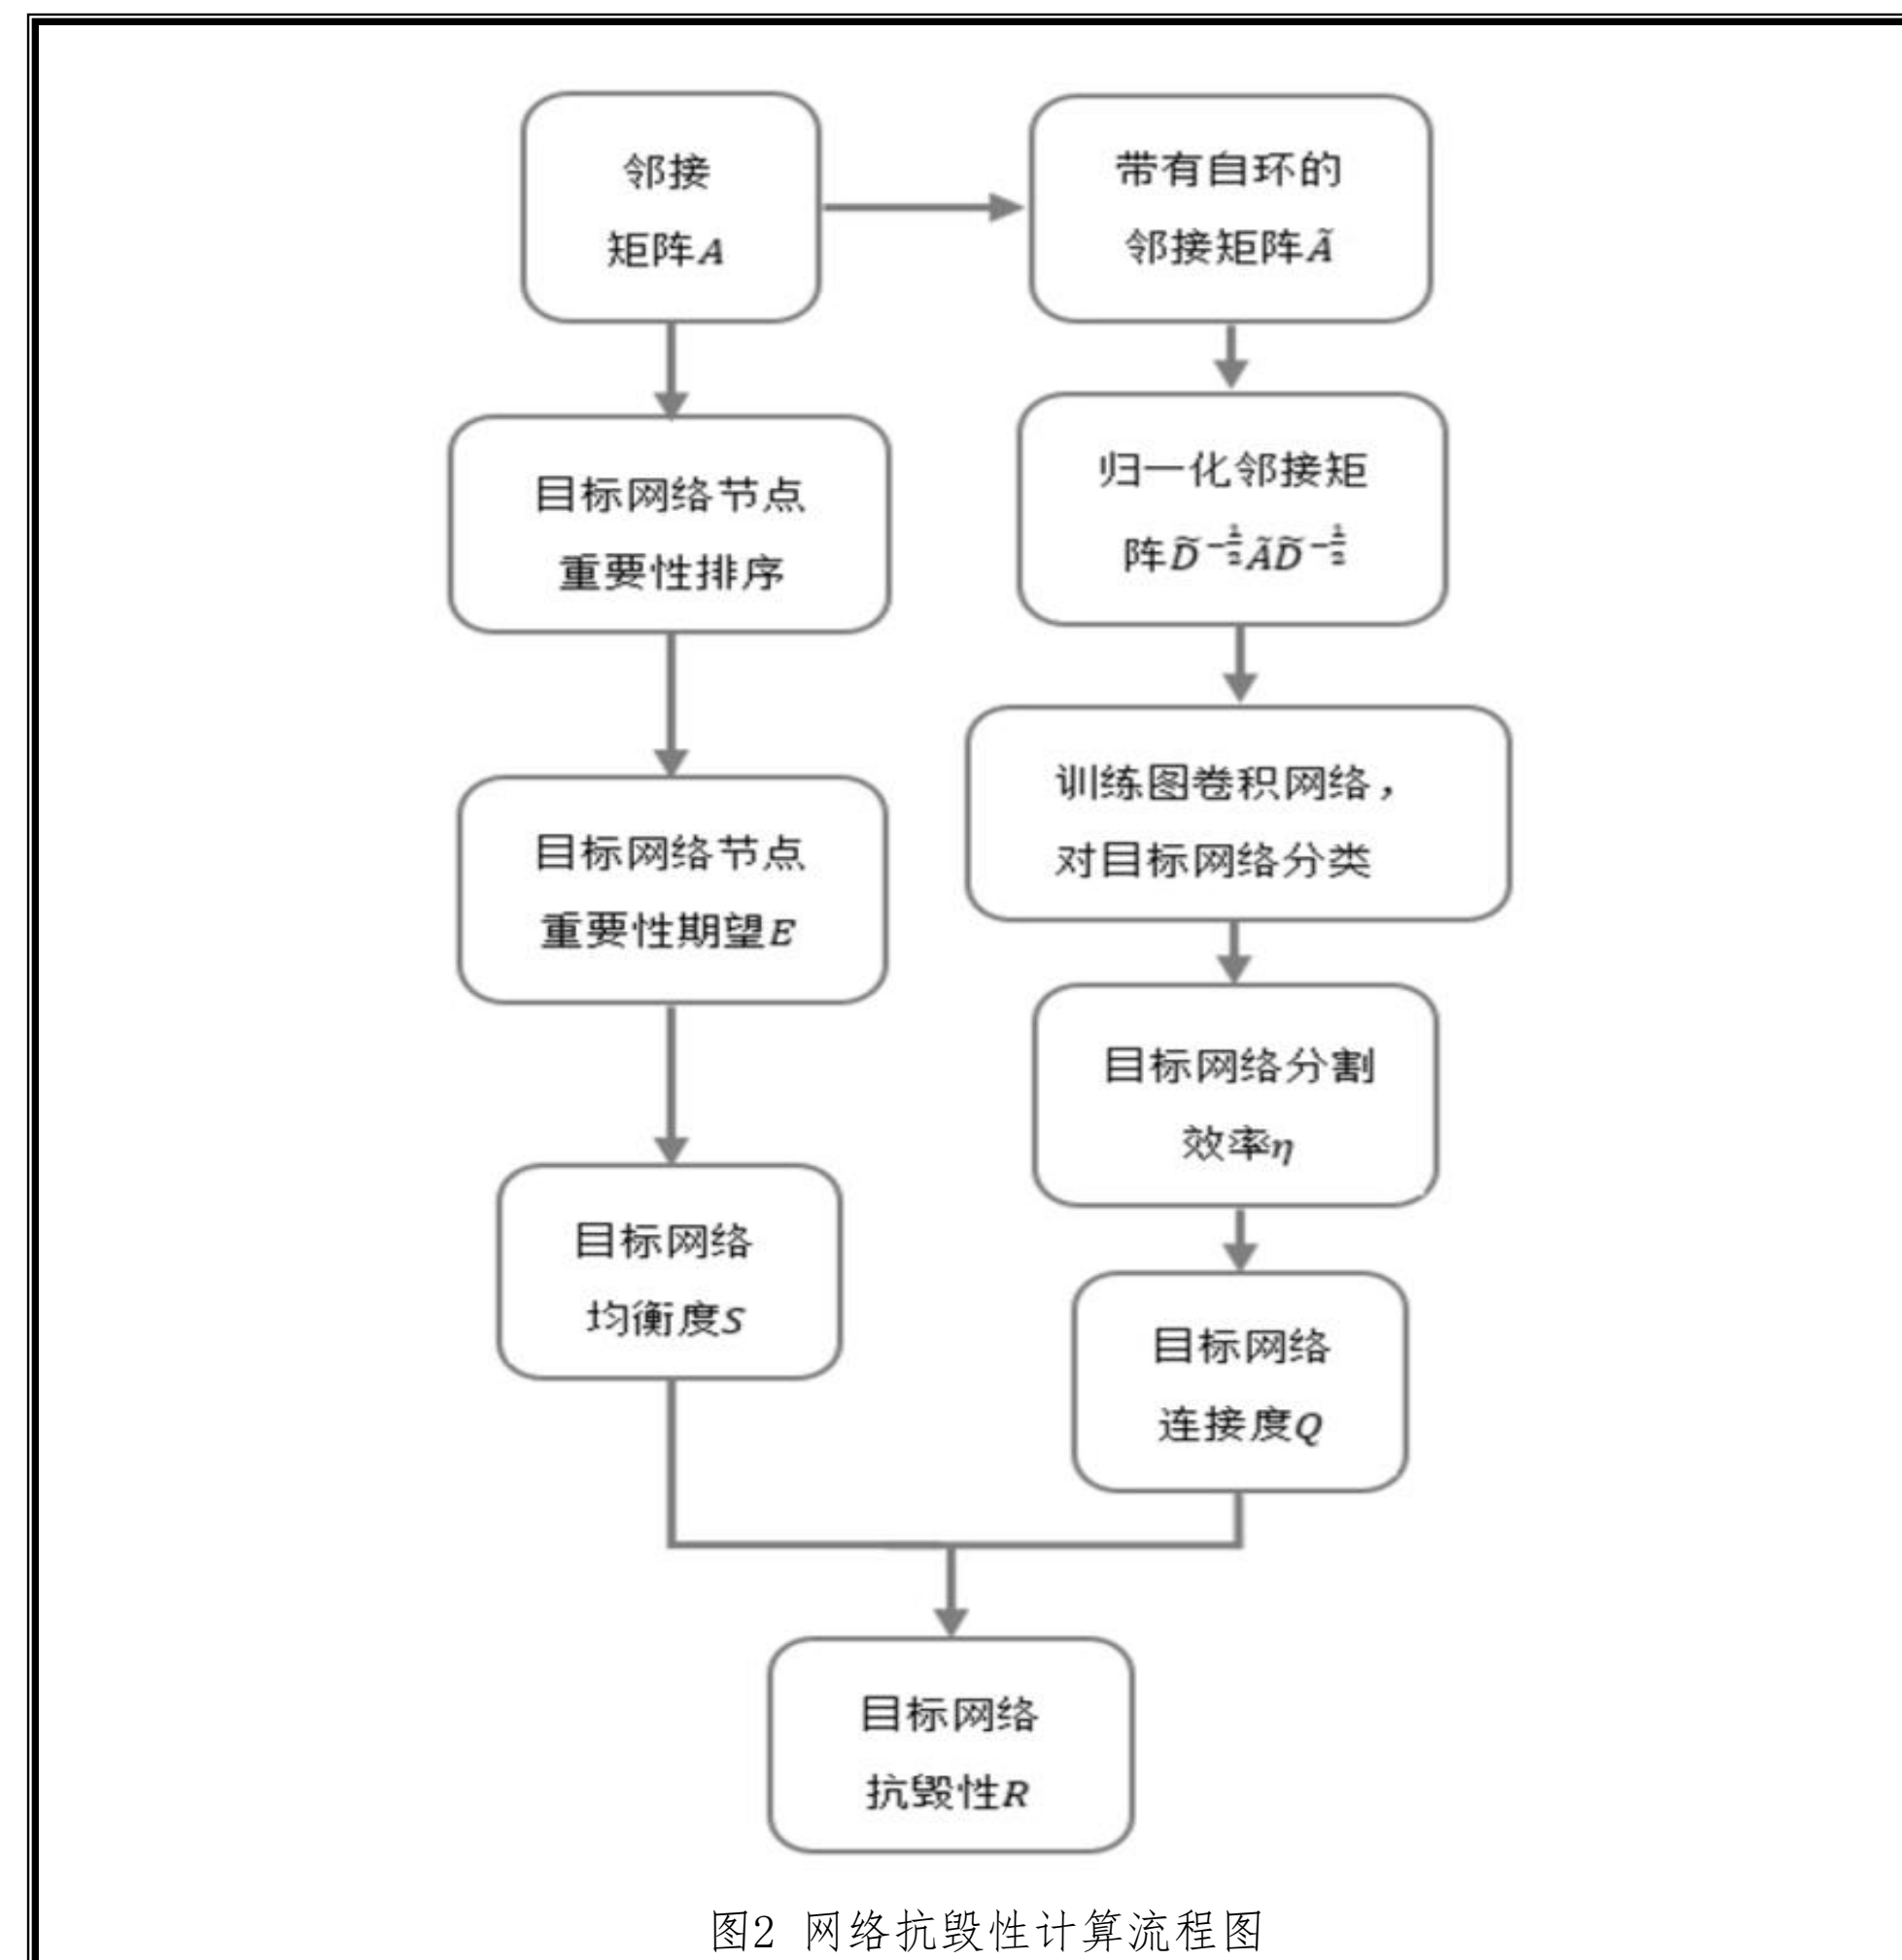 邻接
矩阵A
带有自环的
邻接矩阵Ã
目标网络节点
重要性排序
归一化邻接矩
阵D̃^{-1/2}ÃD̃^{-1/2}
目标网络节点
重要性期望E
训练图卷积网络，
对目标网络分类
目标网络分割
效率η
目标网络
均衡度S
目标网络
连接度Q
目标网络
抗毁性R
图2 网络抗毁性计算流程图